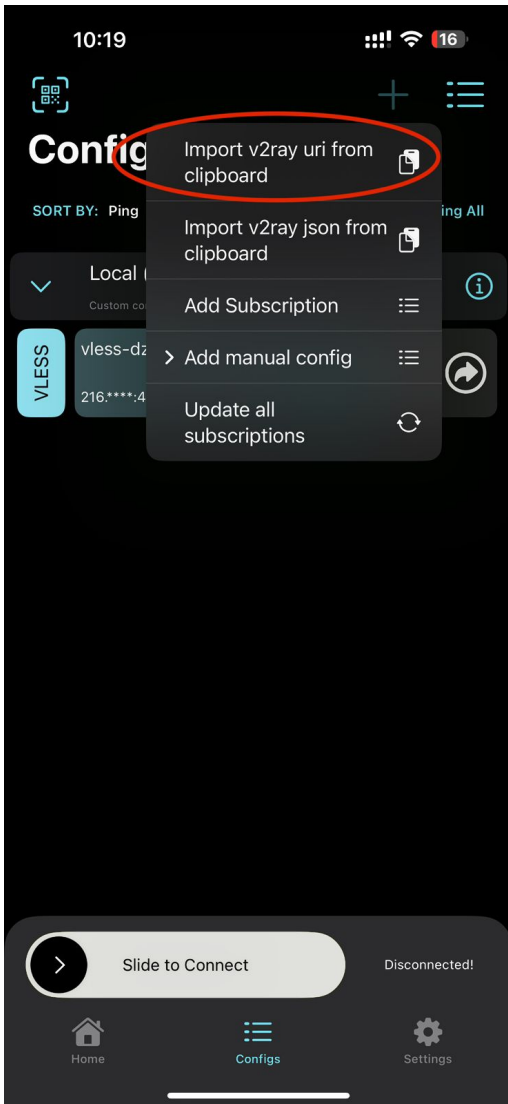 10:19
16
Config
Import v2ray uri from
clipboard
SORT BY: Ping
ing All
Import v2ray json from
clipboard
Local (
Custom co
Add Subscription
VLESS
vless-dz
216.****:4
Add manual config
Update all
subscriptions
Slide to Connect
Disconnected!
Home
Configs
Settings